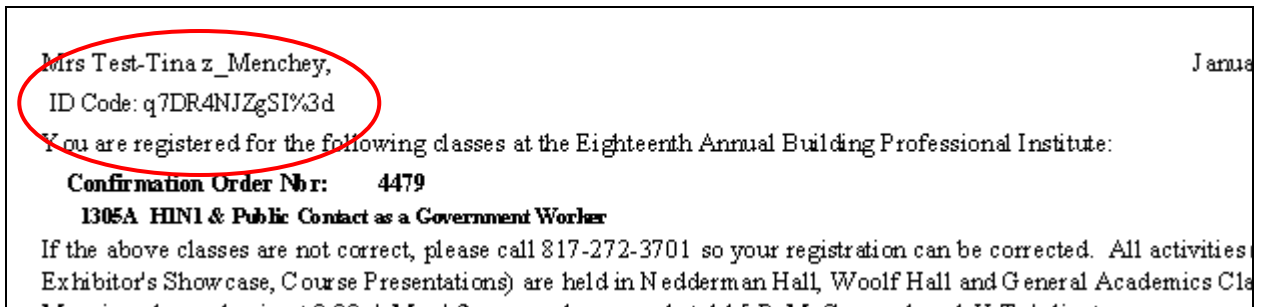 Mrs Test-Tina z_Menchey, Janua
ID Code: q7DR4NJZgSI%3d
You are registered for the following classes at the Eighteenth Annual Building Professional Institute:
Confirmation Order Nbr: 4479
1305A H1N1 & Public Contact as a Government Worker
If the above classes are not correct, please call 817-272-3701 so your registration can be corrected. All activities
Exhibitor's Showcase, Course Presentations) are held in Nedderman Hall, Woolf Hall and General Academics Cla